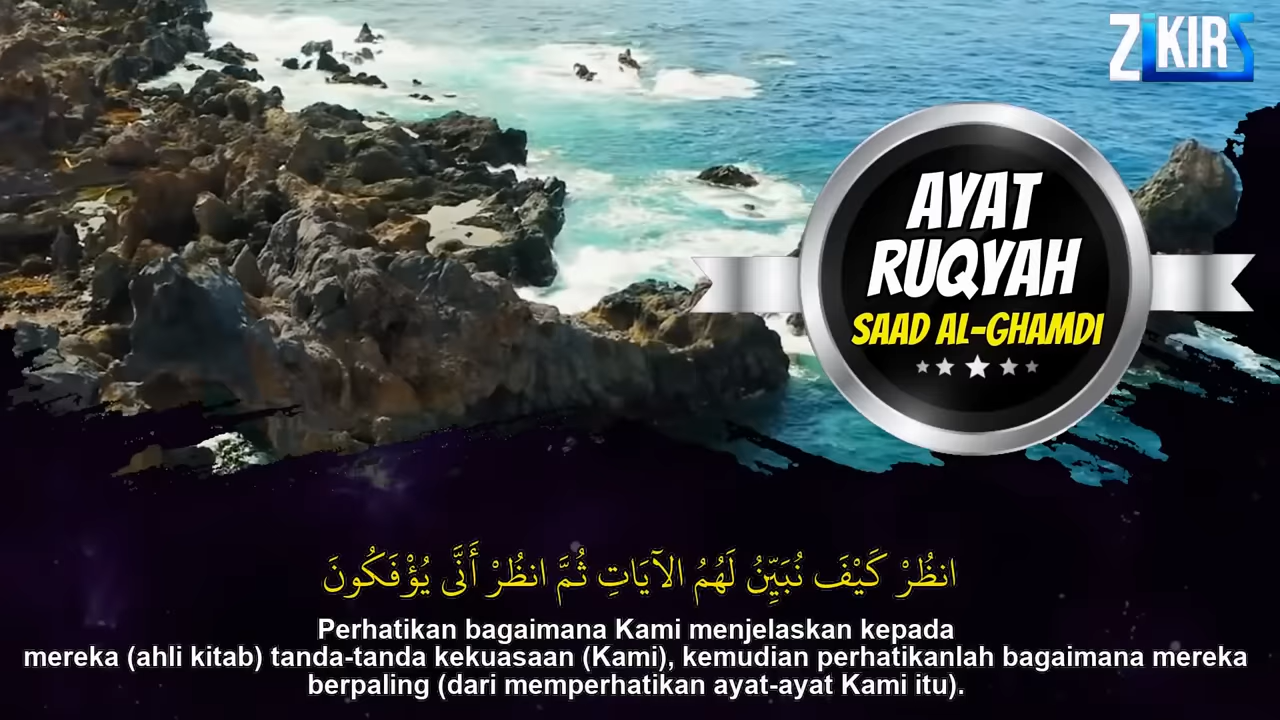 ZIKIRS
AYAT
RUQYAH
SAAD AL-GHAMDI
انظُرْ كَيْفَ نُبَيِّنُ لَهُمُ الآيَاتِ ثُمَّ انظُرْ أَنَّى يُؤْفَكُونَ
Perhatikan bagaimana Kami menjelaskan kepada
mereka (ahli kitab) tanda-tanda kekuasaan (Kami), kemudian perhatikanlah bagaimana mereka
berpaling (dari memperhatikan ayat-ayat Kami itu).